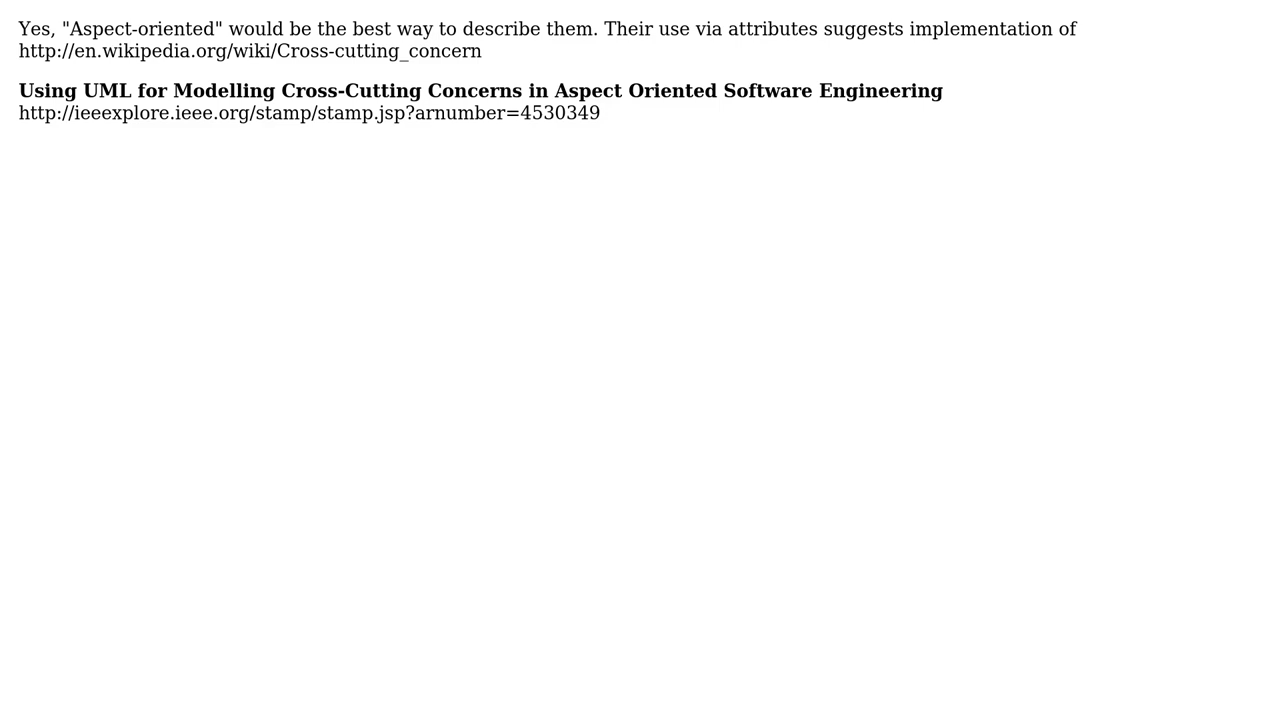 Yes, "Aspect-oriented" would be the best way to describe them. Their use via attributes suggests implementation of
http://en.wikipedia.org/wiki/Cross-cutting_concern
Using UML for Modelling Cross-Cutting Concerns in Aspect Oriented Software Engineering
http://ieeexplore.ieee.org/stamp/stamp.jsp?arnumber=4530349